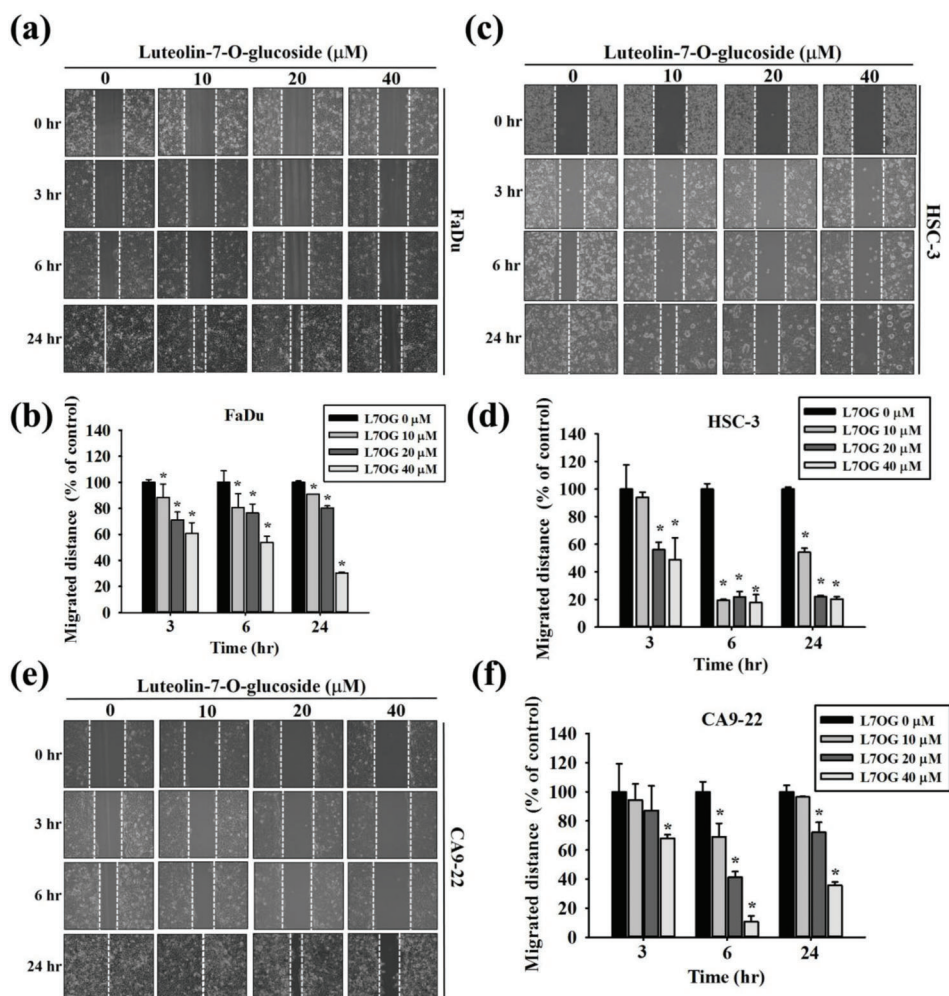 (a)
Luteolin-7-O-glucoside (μM)
0 10 20 40
0 hr
3 hr
6 hr
24 hr
FaDu
(c)
Luteolin-7-O-glucoside (μM)
0 10 20 40
0 hr
3 hr
6 hr
24 hr
HSC-3
(b)
FaDu
L7OG 0 μM
L7OG 10 μM
L7OG 20 μM
L7OG 40 μM
Migrated distance (% of control)
140
120
100
80
60
40
20
0
* * *
* * *
* * *
3 6 24
Time (hr)
(d)
HSC-3
L7OG 0 μM
L7OG 10 μM
L7OG 20 μM
L7OG 40 μM
Migrated distance (% of control)
140
120
100
80
60
40
20
0
* *
* * *
* * *
3 6 24
Time (hr)
(e)
Luteolin-7-O-glucoside (μM)
0 10 20 40
0 hr
3 hr
6 hr
24 hr
CA9-22
(f)
CA9-22
L7OG 0 μM
L7OG 10 μM
L7OG 20 μM
L7OG 40 μM
Migrated distance (% of control)
140
120
100
80
60
40
20
0
*
* * *
* *
3 6 24
Time (hr)